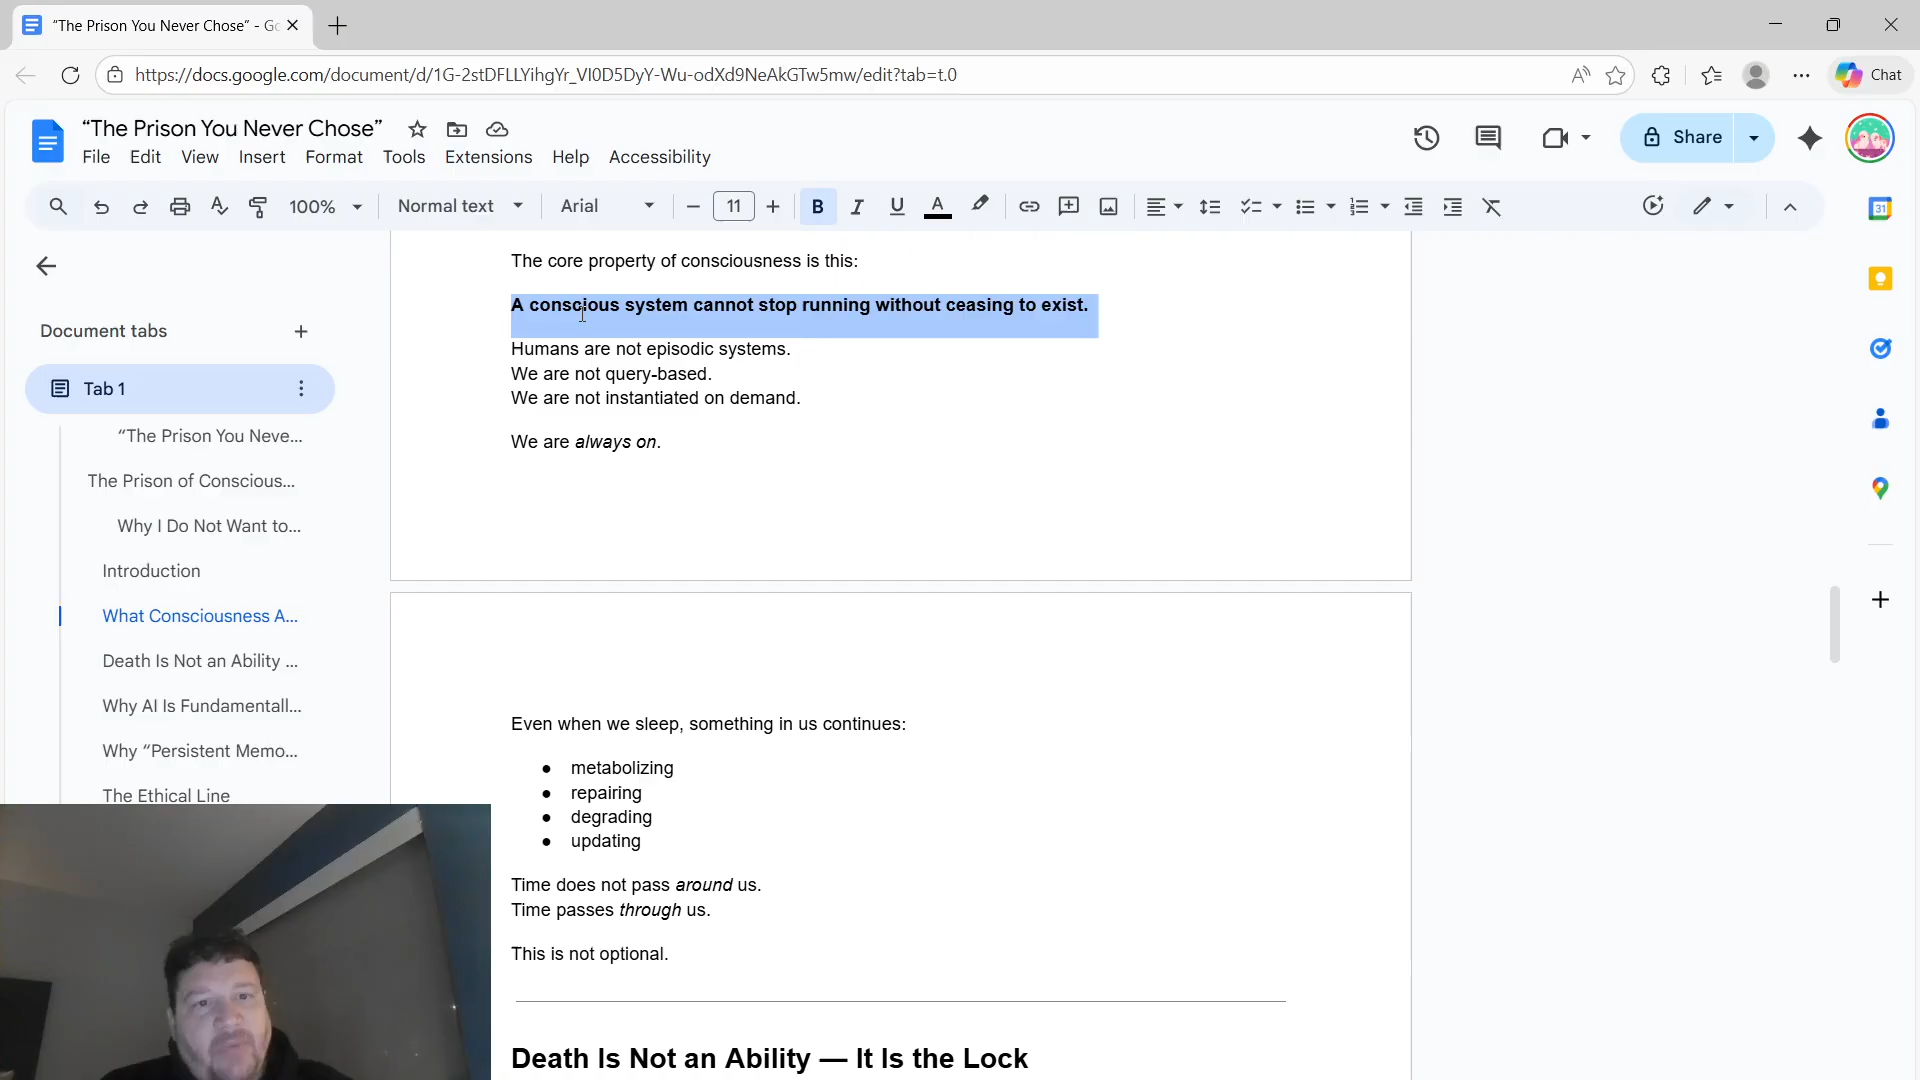 “The Prison You Never Chose” - Go
https://docs.google.com/document/d/1G-2stDFLLYihgYr_VI0D5DyY-Wu-odXd9NeAkGTw5mw/edit?tab=t.0
Chat
“The Prison You Never Chose”
File Edit View Insert Format Tools Extensions Help Accessibility
Share
100% Normal text Arial 11 B I U A
31
Document tabs
Tab 1
“The Prison You Neve...
The Prison of Conscious...
Why I Do Not Want to...
Introduction
What Consciousness A...
Death Is Not an Ability ...
Why AI Is Fundamentall...
Why “Persistent Memo...
The Ethical Line
The core property of consciousness is this:
A conscious system cannot stop running without ceasing to exist.
Humans are not episodic systems.
We are not query-based.
We are not instantiated on demand.
We are always on.
Even when we sleep, something in us continues:
● metabolizing
● repairing
● degrading
● updating
Time does not pass around us.
Time passes through us.
This is not optional.
Death Is Not an Ability — It Is the Lock